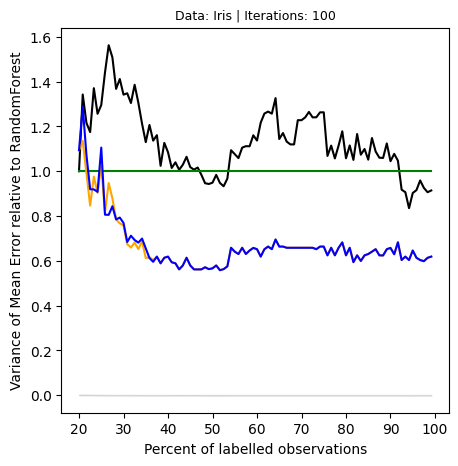 Data: Iris | Iterations: 100
Variance of Mean Error relative to RandomForest
1.6
1.4
1.2
1.0
0.8
0.6
0.4
0.2
0.0
20 30 40 50 60 70 80 90 100
Percent of labelled observations